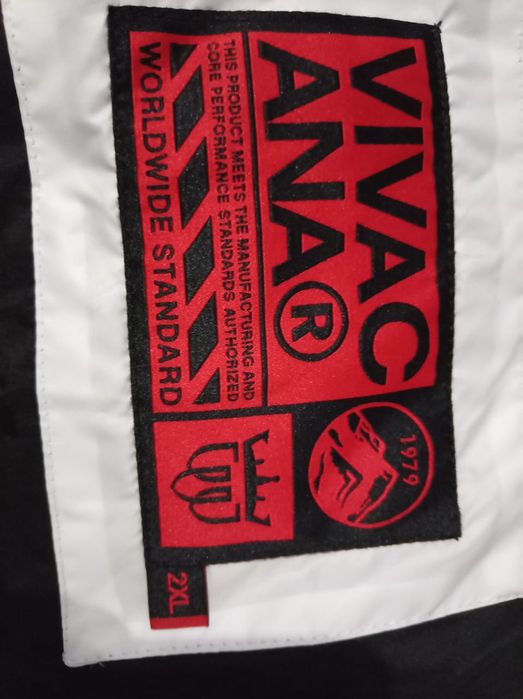 VIVAC
ANA®
THIS PRODUCT MEETS THE MANUFACTURING AND
CORE PERFORMANCE STANDARDS AUTHORIZED
WORLDWIDE STANDARD
1979
2XL